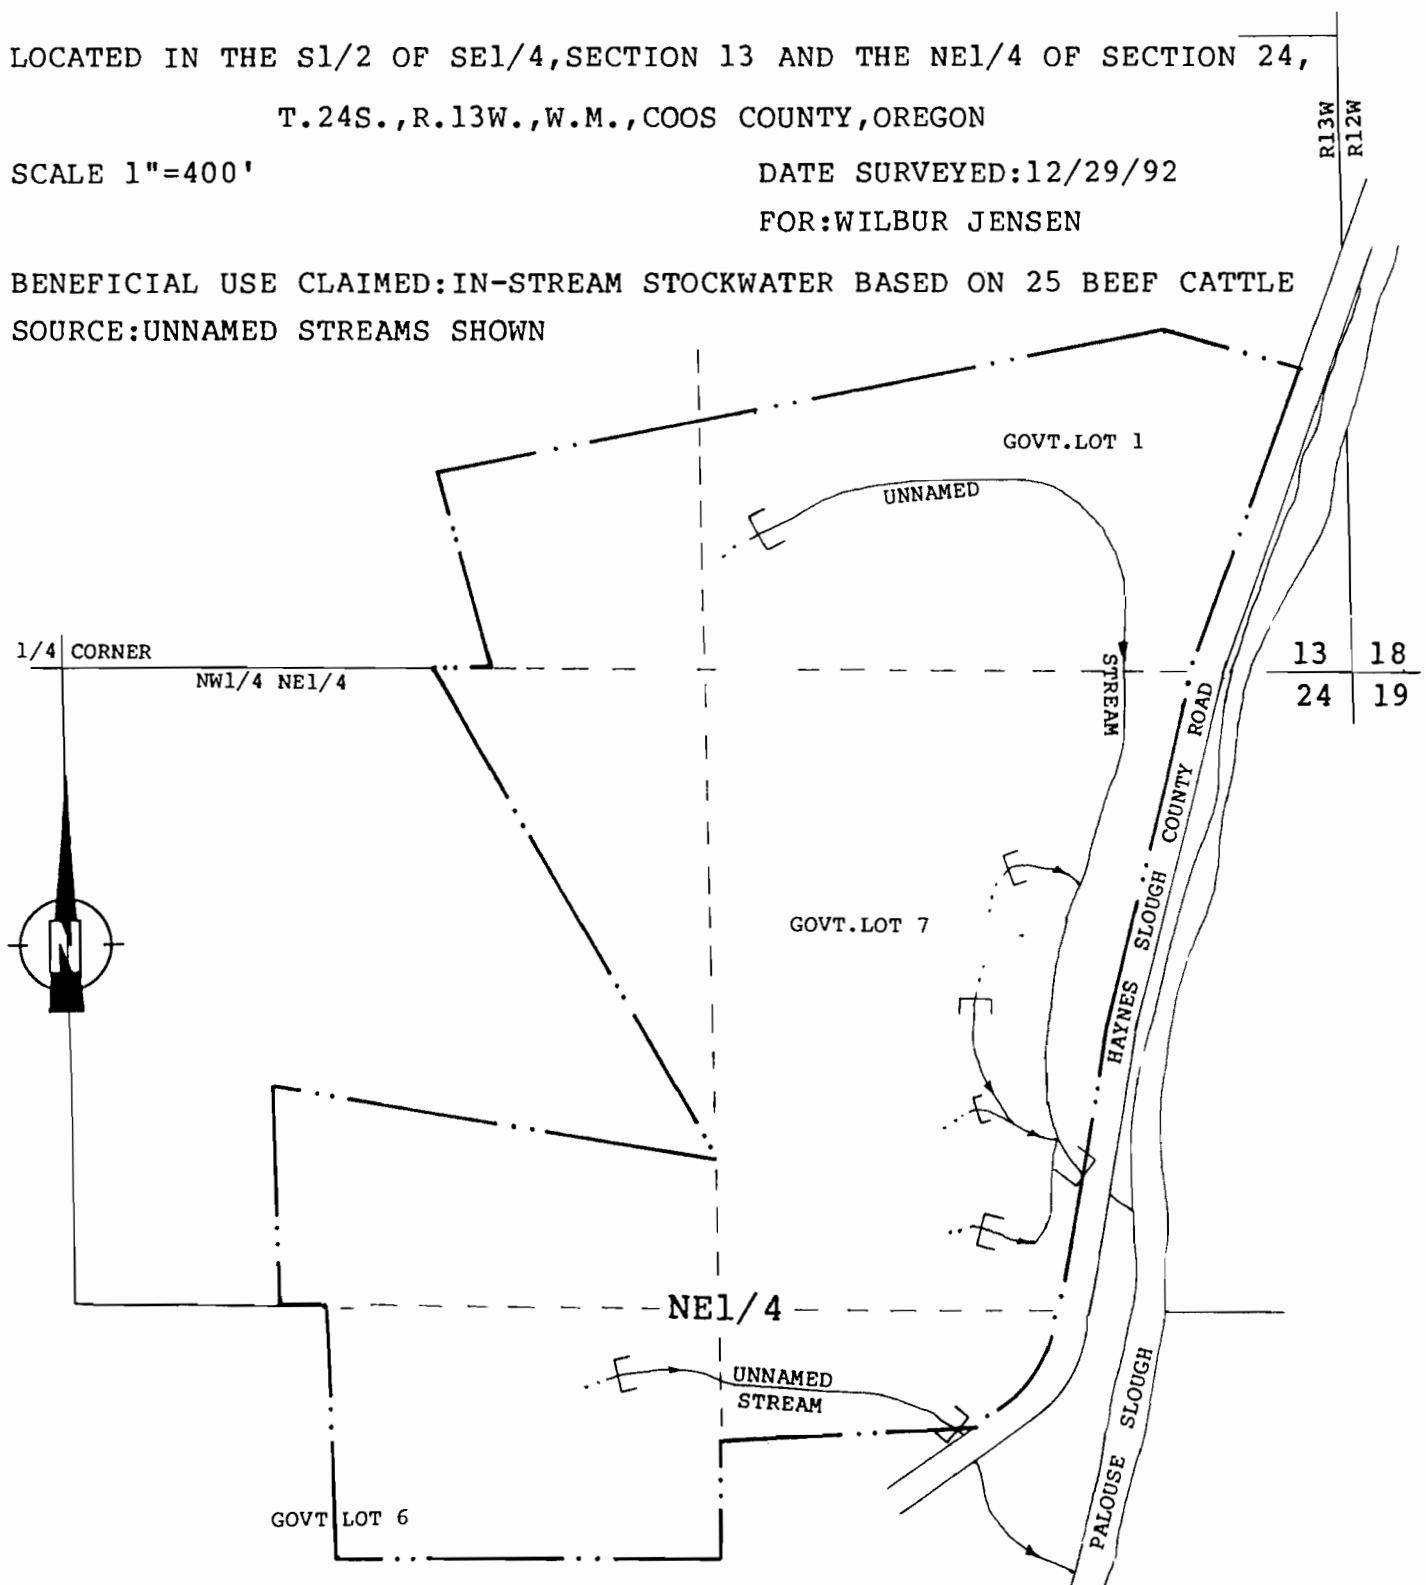 LOCATED IN THE S1/2 OF SE1/4,SECTION 13 AND THE NE1/4 OF SECTION 24,
T.24S.,R.13W.,W.M.,COOS COUNTY,OREGON
R13W
R12W
SCALE 1"=400'
DATE SURVEYED:12/29/92
FOR:WILBUR JENSEN
BENEFICIAL USE CLAIMED:IN-STREAM STOCKWATER BASED ON 25 BEEF CATTLE
SOURCE:UNNAMED STREAMS SHOWN
GOVT.LOT 1
UNNAMED
STREAM
1/4 CORNER
NW1/4 NE1/4
13 18
24 19
HAYNES SLOUGH COUNTY ROAD
GOVT.LOT 7
N
NE1/4
UNNAMED
STREAM
PALOUSE SLOUGH
GOVT LOT 6